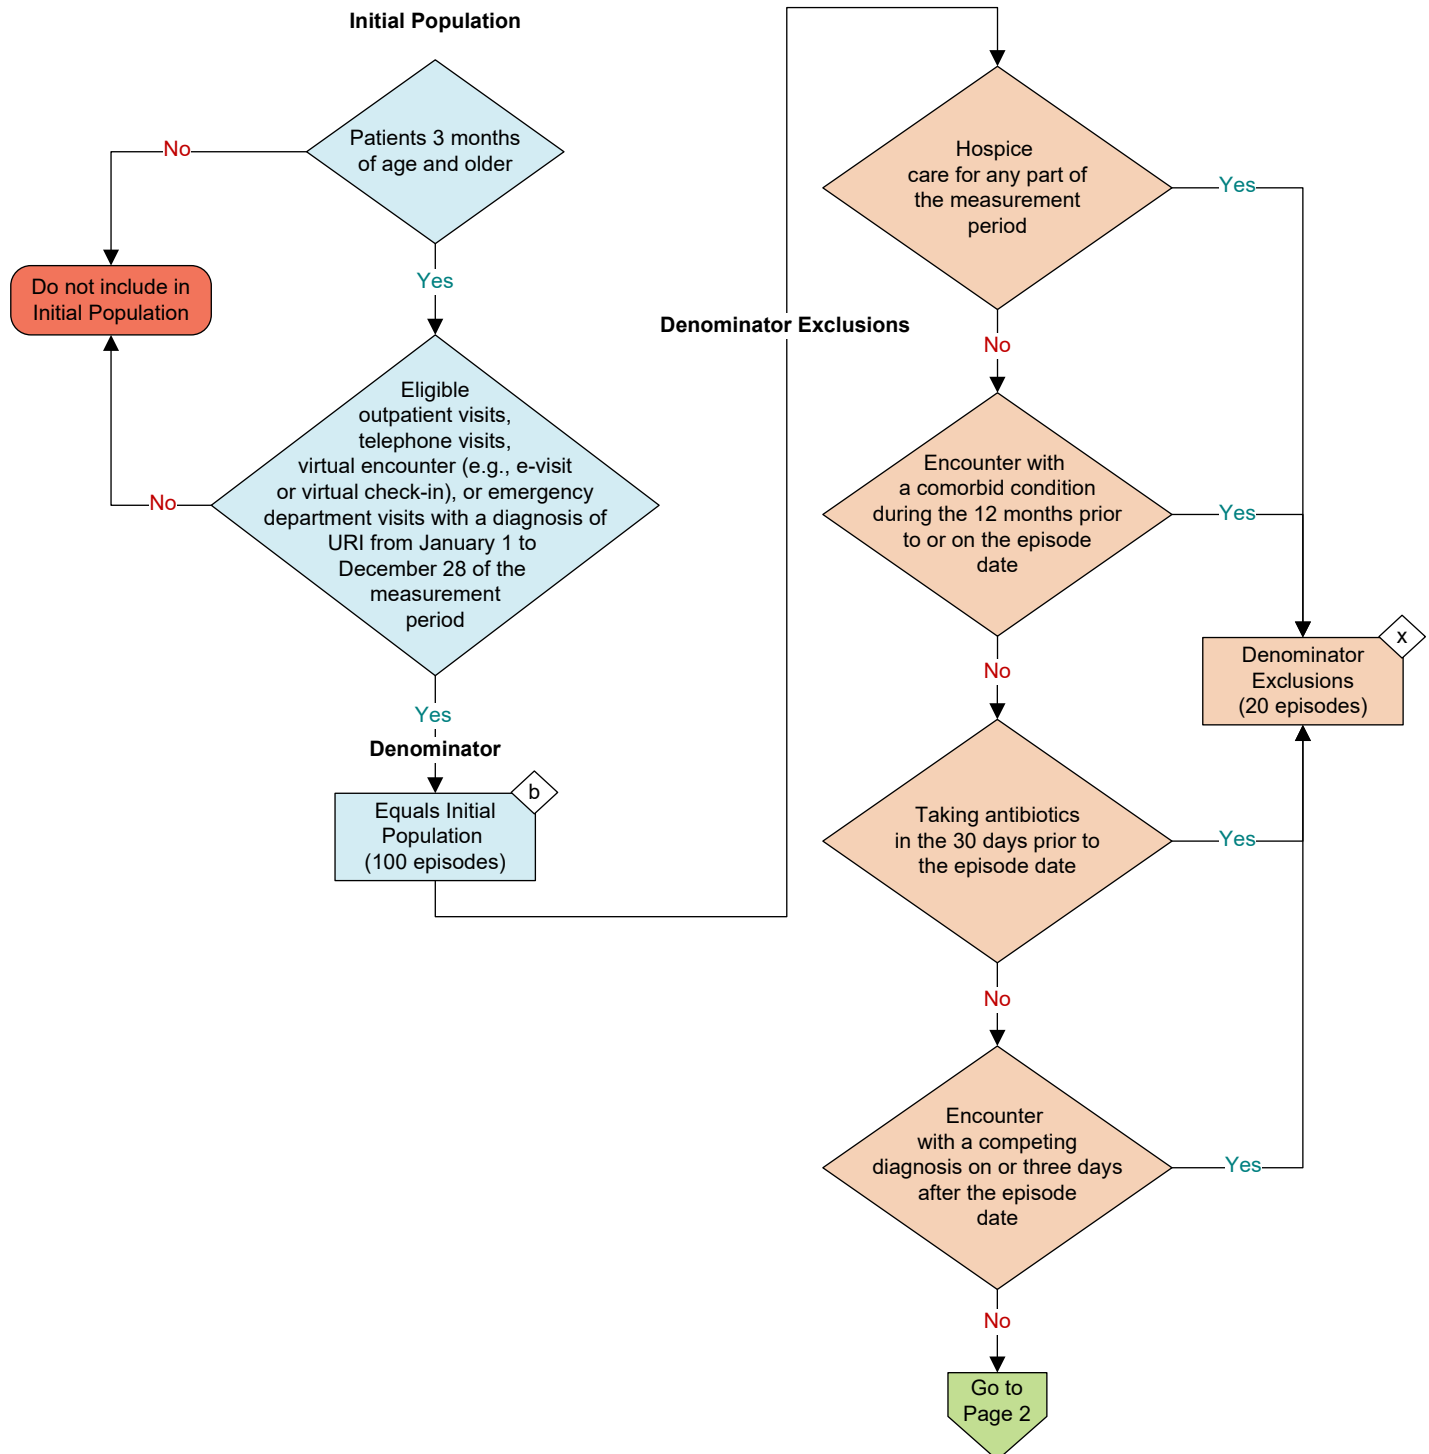 Initial Population
Patients 3 months
of age and older
No
Do not include in
Initial Population
Yes
Eligible
outpatient visits,
telephone visits,
virtual encounter (e.g., e-visit
or virtual check-in), or emergency
department visits with a diagnosis of
URI from January 1 to
December 28 of the
measurement
period
No
Yes
Denominator
b
Equals Initial
Population
(100 episodes)
Denominator Exclusions
Hospice
care for any part of
the measurement
period
Yes
No
Encounter with
a comorbid condition
during the 12 months prior
to or on the episode
date
Yes
x
Denominator
Exclusions
(20 episodes)
No
Taking antibiotics
in the 30 days prior to
the episode date
Yes
No
Encounter
with a competing
diagnosis on or three days
after the episode
date
Yes
No
Go to
Page 2